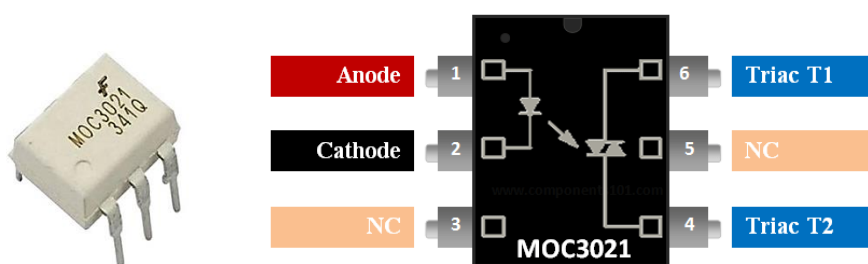 MOC3021
341Q
Anode
1
6
Triac T1
Cathode
2
5
NC
www.components101.com
NC
3
4
Triac T2
MOC3021